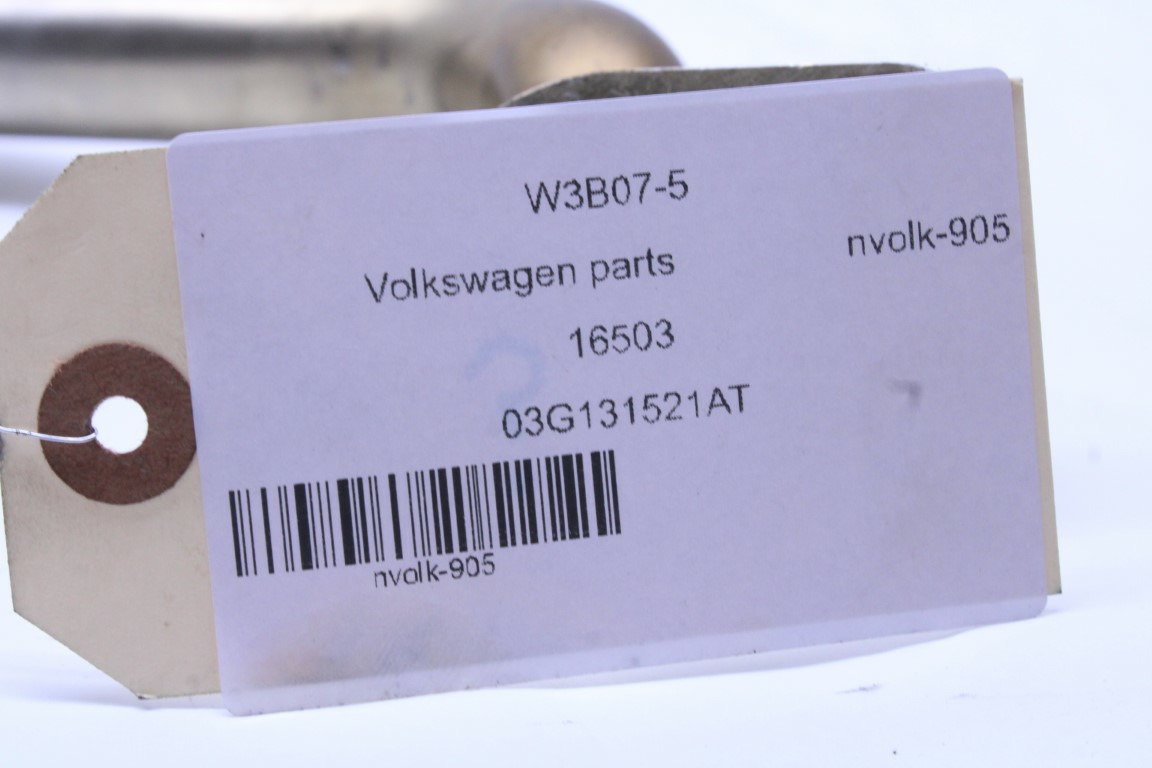 W3B07-5
nvolk-905
Volkswagen parts
16503
03G131521AT
nvolk-905